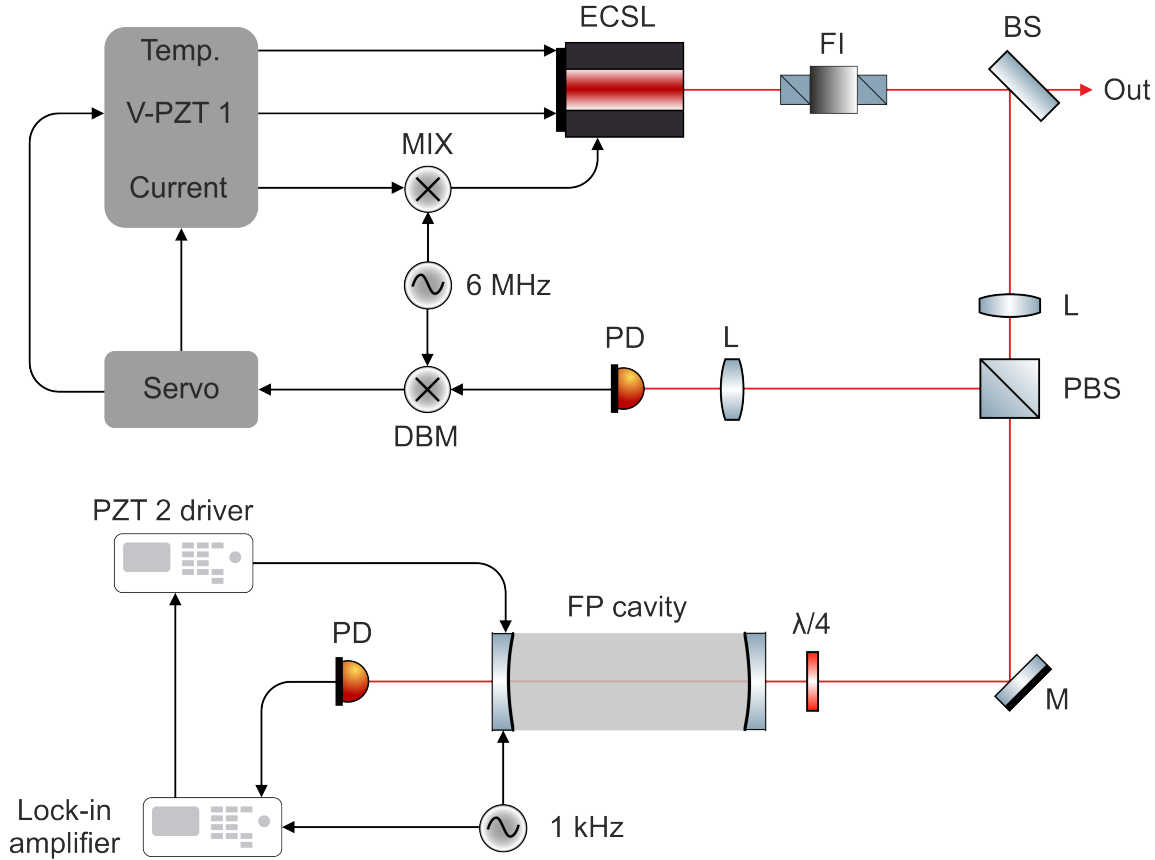 ECSL
BS
FI
Temp.
V-PZT 1
Out
MIX
Current
6 MHz
L
PD
L
Servo
PBS
DBM
PZT 2 driver
FP cavity
λ/4
PD
M
Lock-in
amplifier
1 kHz